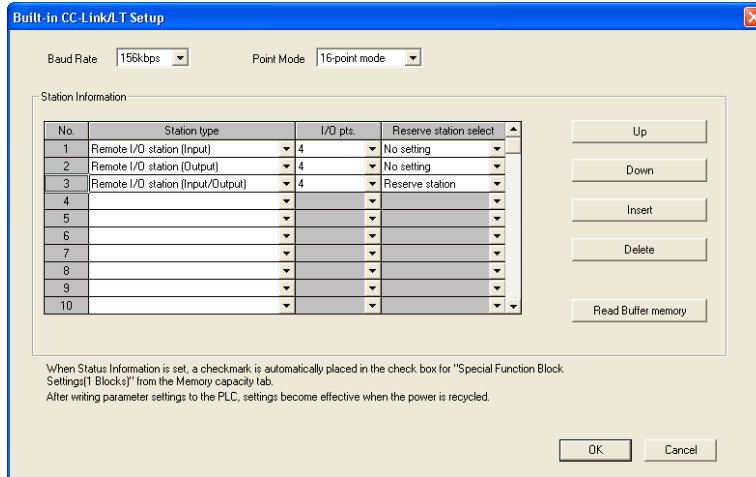 Built-in CC-Link/LT Setup
Baud Rate 156kbps Point Mode 16-point mode
Station Information
No. Station type I/O pts. Reserve station select
1 Remote I/O station (Input) 4 No setting
2 Remote I/O station (Output) 4 No setting
3 Remote I/O station (Input/Output) 4 Reserve station
4
5
6
7
8
9
10
Up
Down
Insert
Delete
Read Buffer memory
When Status Information is set, a checkmark is automatically placed in the check box for "Special Function Block
Settings(1 Blocks)" from the Memory capacity tab.
After writing parameter settings to the PLC, settings become effective when the power is recycled.
OK Cancel